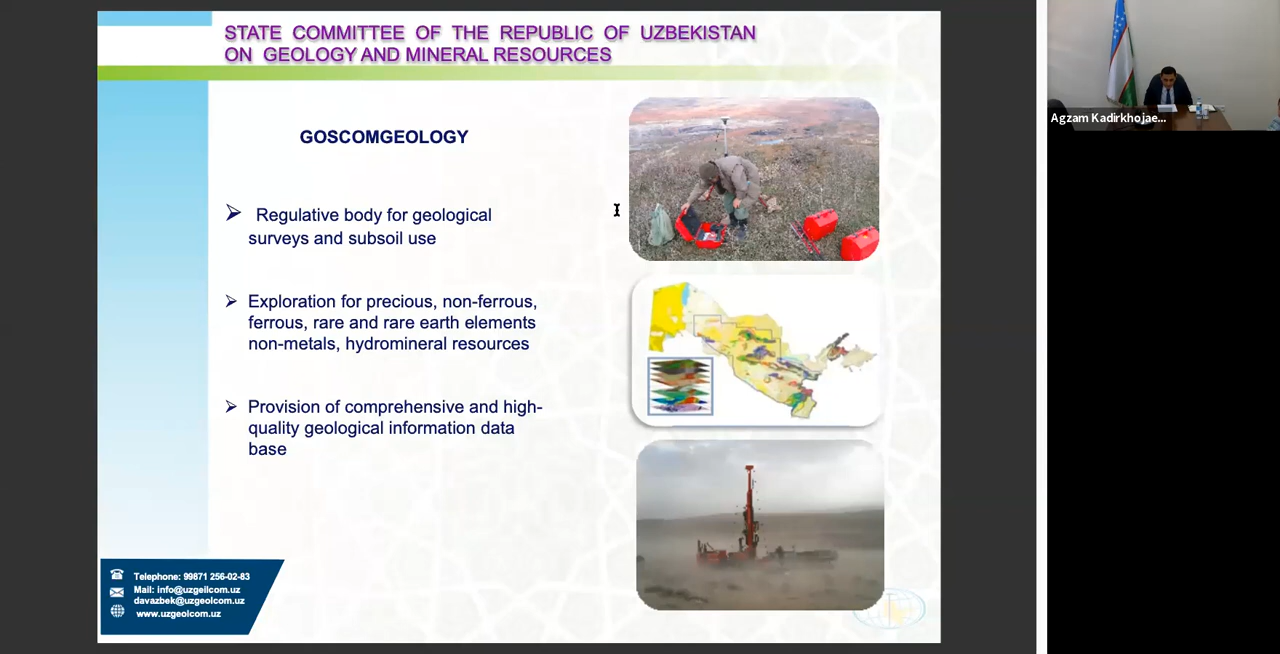 STATE COMMITTEE OF THE REPUBLIC OF UZBEKISTAN
ON GEOLOGY AND MINERAL RESOURCES
GOSCOMGEOLOGY
Regulative body for geological
surveys and subsoil use
Exploration for precious, non-ferrous,
ferrous, rare and rare earth elements
non-metals, hydromineral resources
Provision of comprehensive and high-
quality geological information data
base
Telephone: 99871 256-02-83
Mail: info@uzgeilcom.uz
davazbek@uzgeolcom.uz
www.uzgeolcom.uz
Agzam Kadirkhojae...